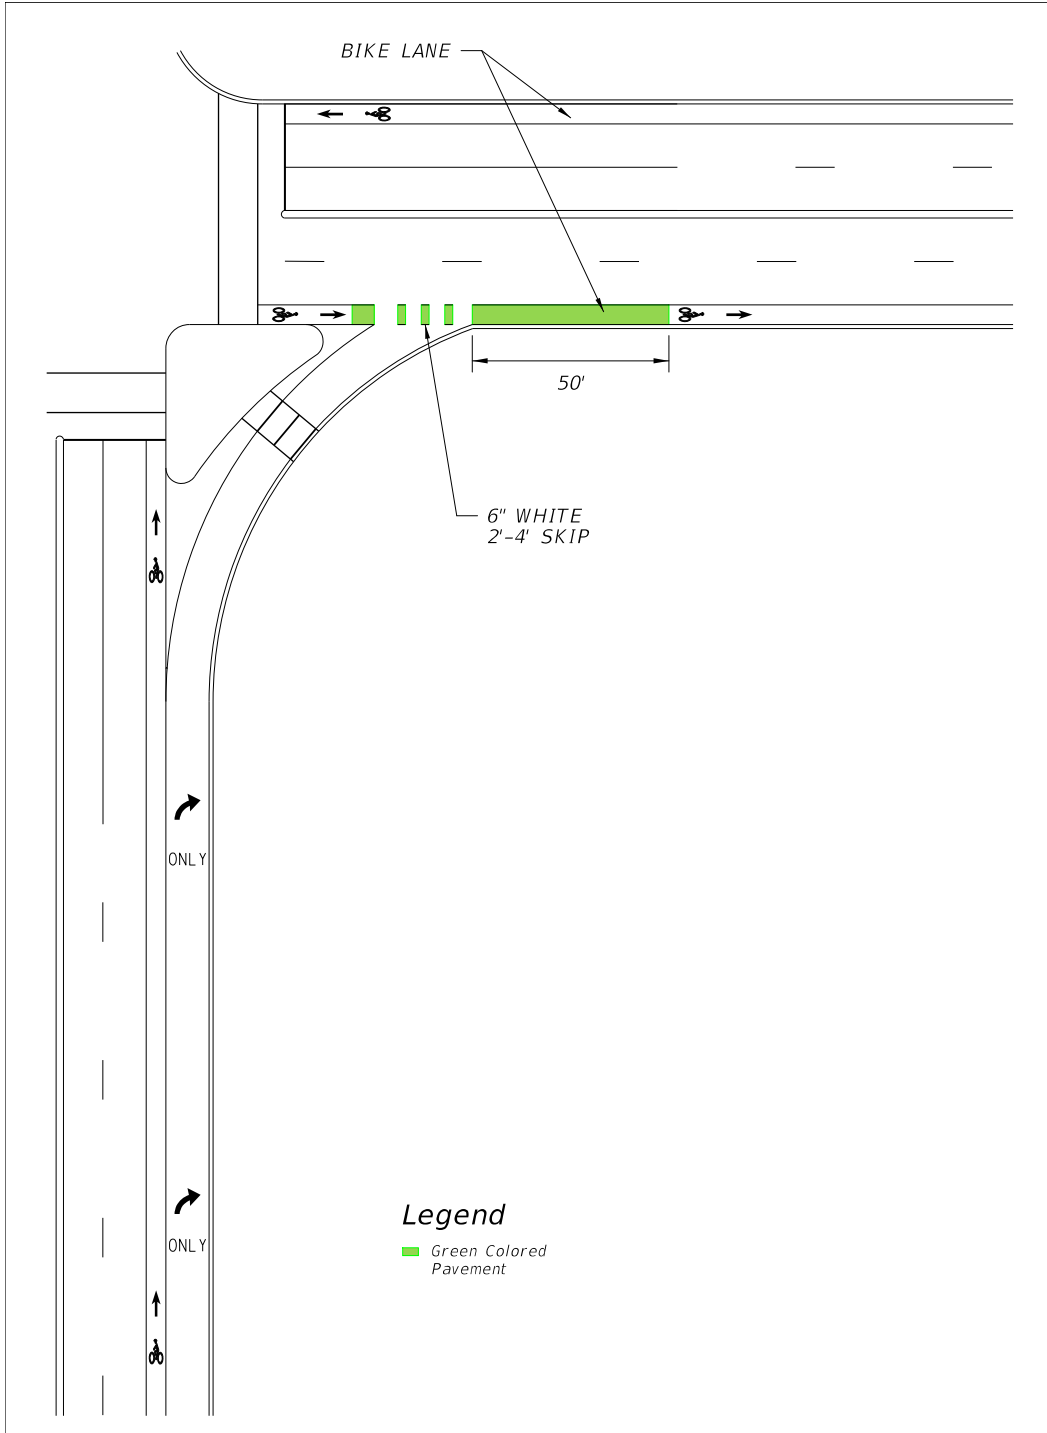 BIKE LANE
50'
6" WHITE
2'-4' SKIP
ONLY
ONLY
Legend
Green Colored
Pavement